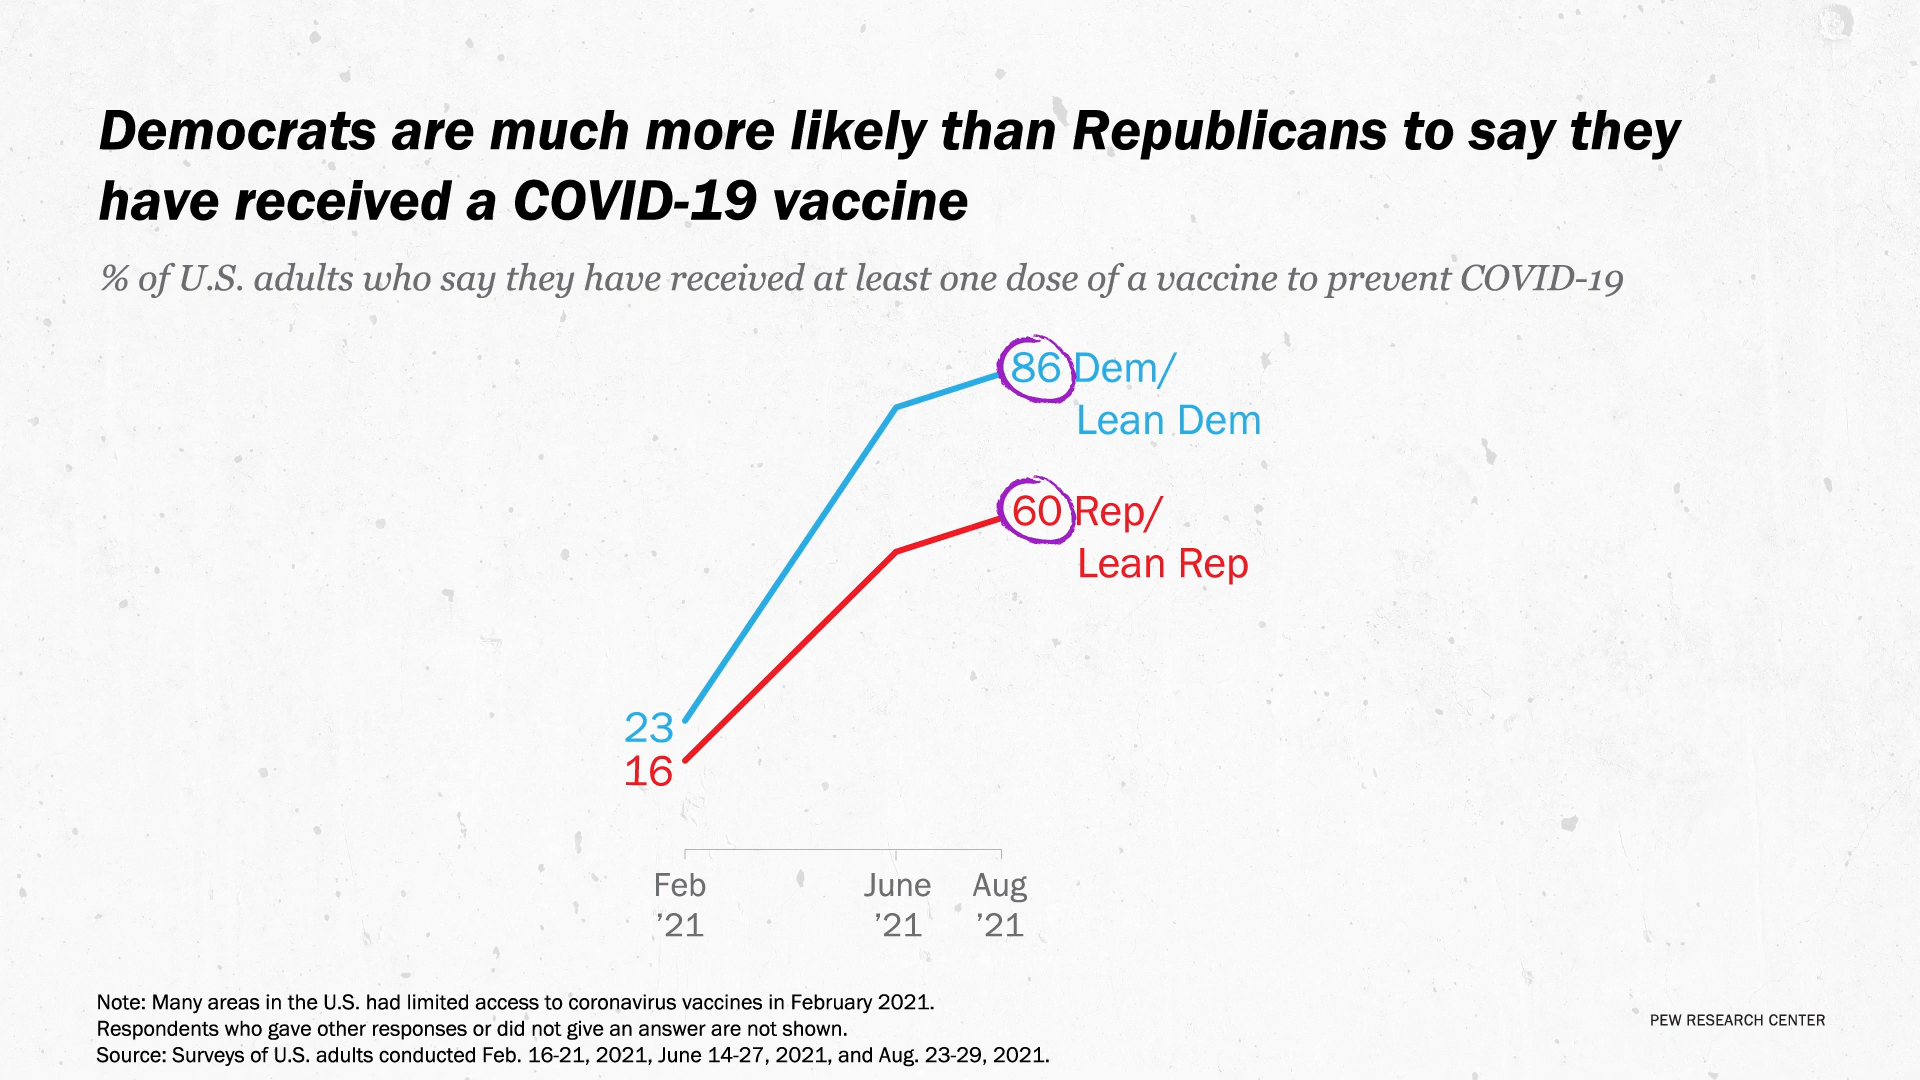 Democrats are much more likely than Republicans to say they
have received a COVID-19 vaccine
% of U.S. adults who say they have received at least one dose of a vaccine to prevent COVID-19
86 Dem/
Lean Dem
60 Rep/
Lean Rep
23
16
Feb '21
June '21
Aug '21
Note: Many areas in the U.S. had limited access to coronavirus vaccines in February 2021.
Respondents who gave other responses or did not give an answer are not shown.
Source: Surveys of U.S. adults conducted Feb. 16-21, 2021, June 14-27, 2021, and Aug. 23-29, 2021.
PEW RESEARCH CENTER